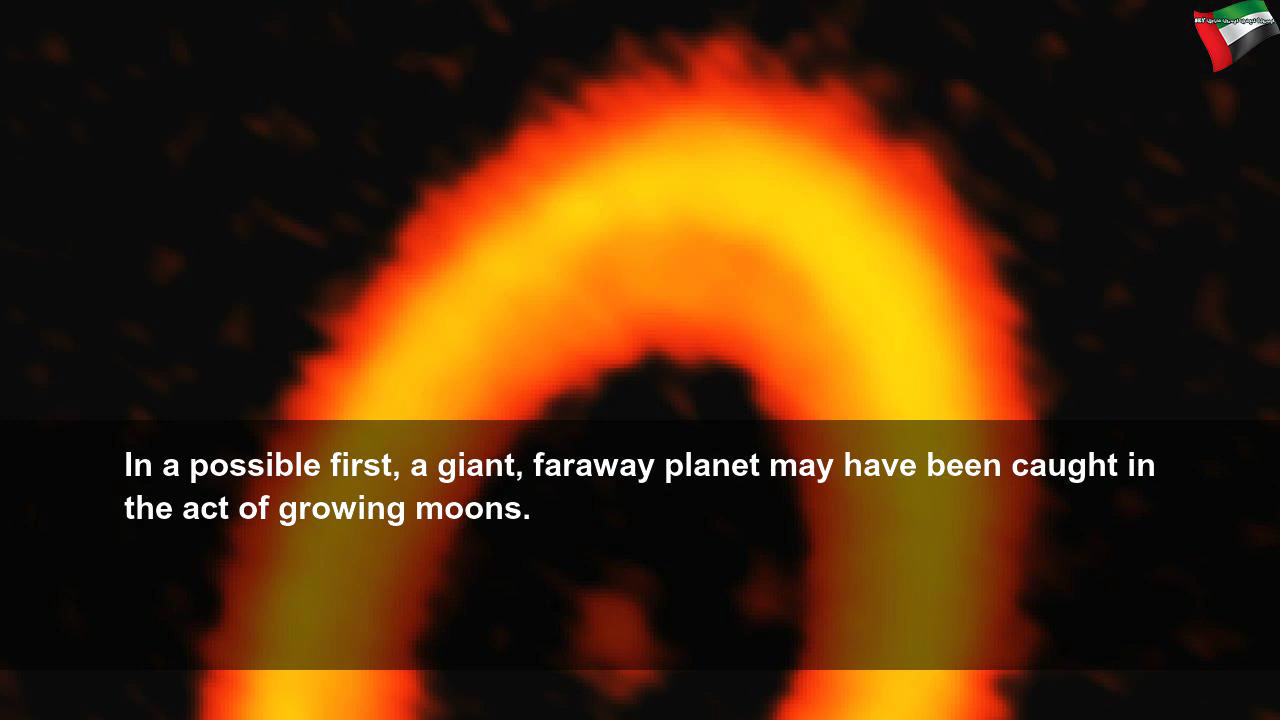 In a possible first, a giant, faraway planet may have been caught in
the act of growing moons.